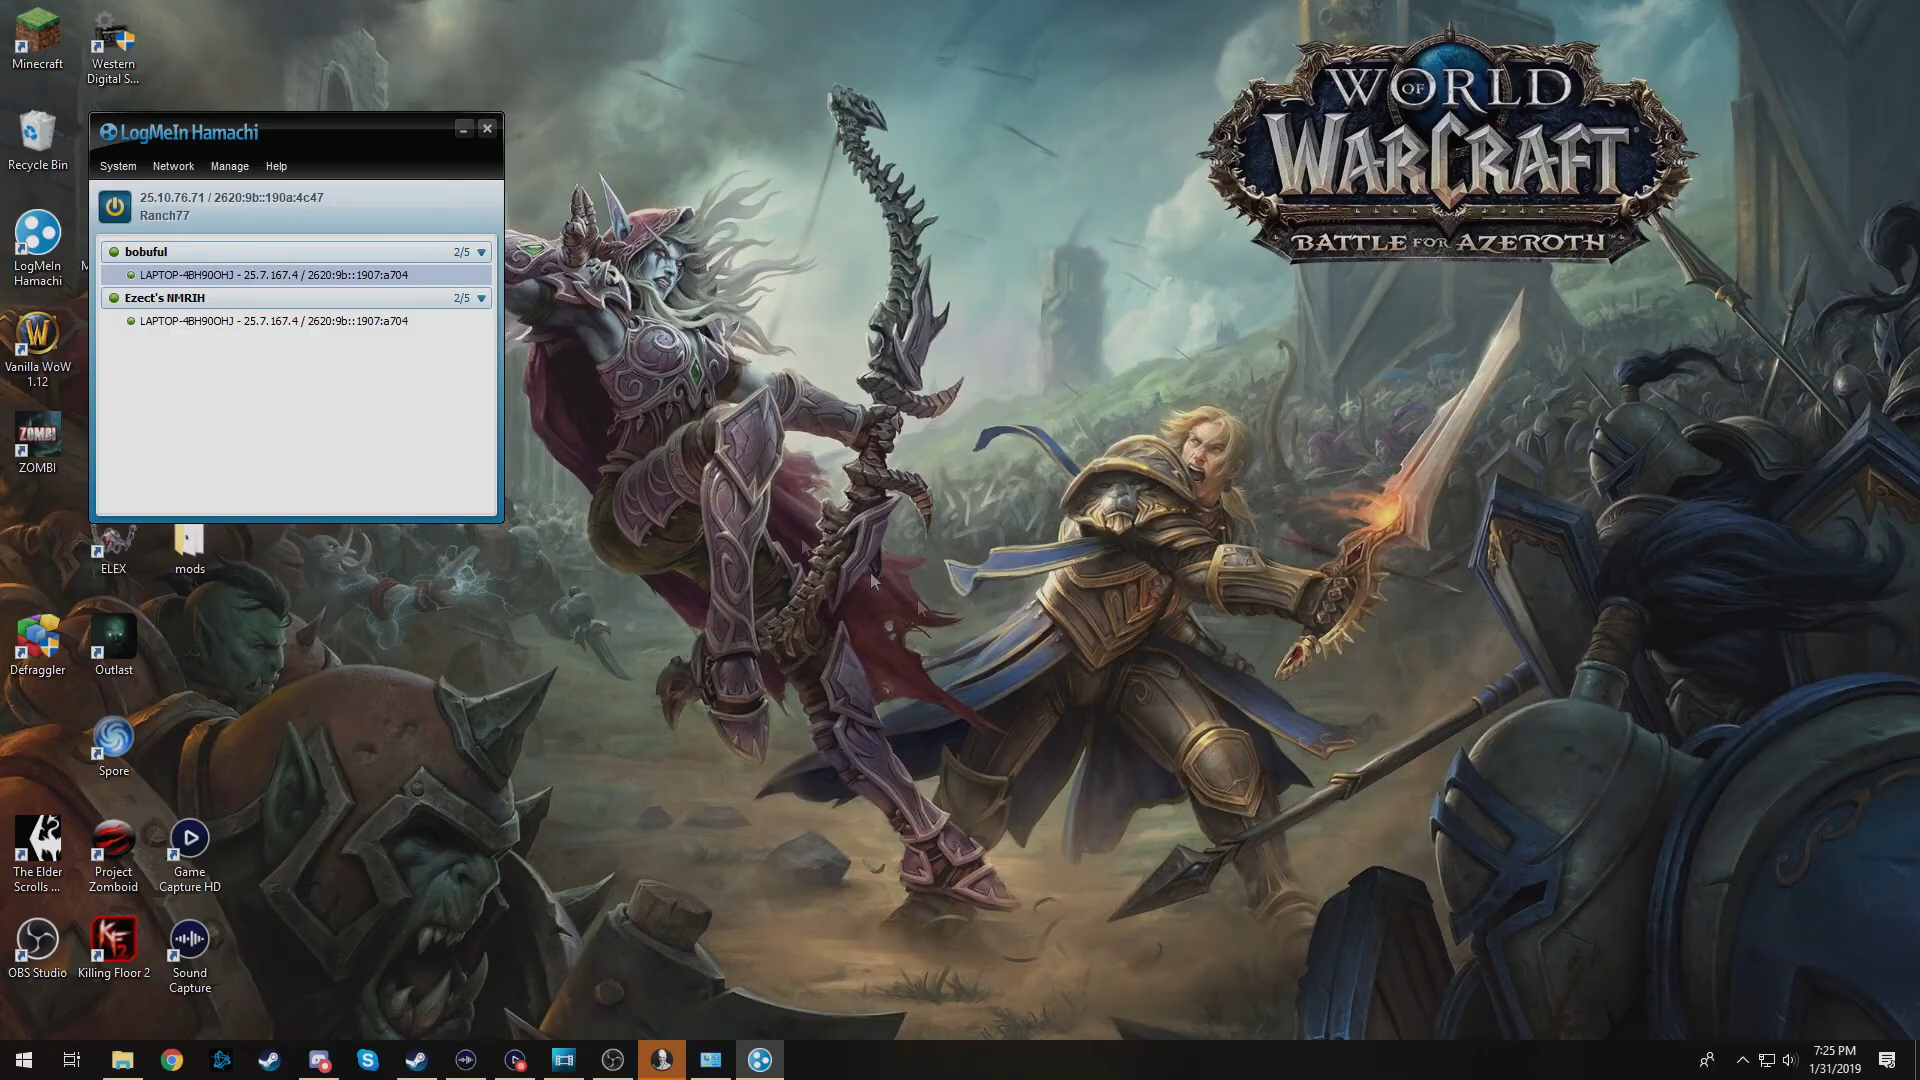 Minecraft
Western
Digital S...
Recycle Bin
LogMeIn
Hamachi
M
Vanilla WoW
1.12
ZOMBI
LogMeIn Hamachi
System Network Manage Help
25.10.76.71 / 2620:9b::190a:4c47
Ranch77
bobuful 2/5
LAPTOP-4BH90OHJ - 25.7.167.4 / 2620:9b::1907:a704
Ezect's NMRIH 2/5
LAPTOP-4BH90OHJ - 25.7.167.4 / 2620:9b::1907:a704
WORLD
OF
WARCRAFT
BATTLE FOR AZEROTH
ELEX
mods
Defraggler
Outlast
Spore
The Elder
Scrolls ...
Project
Zomboid
Game
Capture HD
OBS Studio
Killing Floor 2
Sound
Capture
7:25 PM
1/31/2019